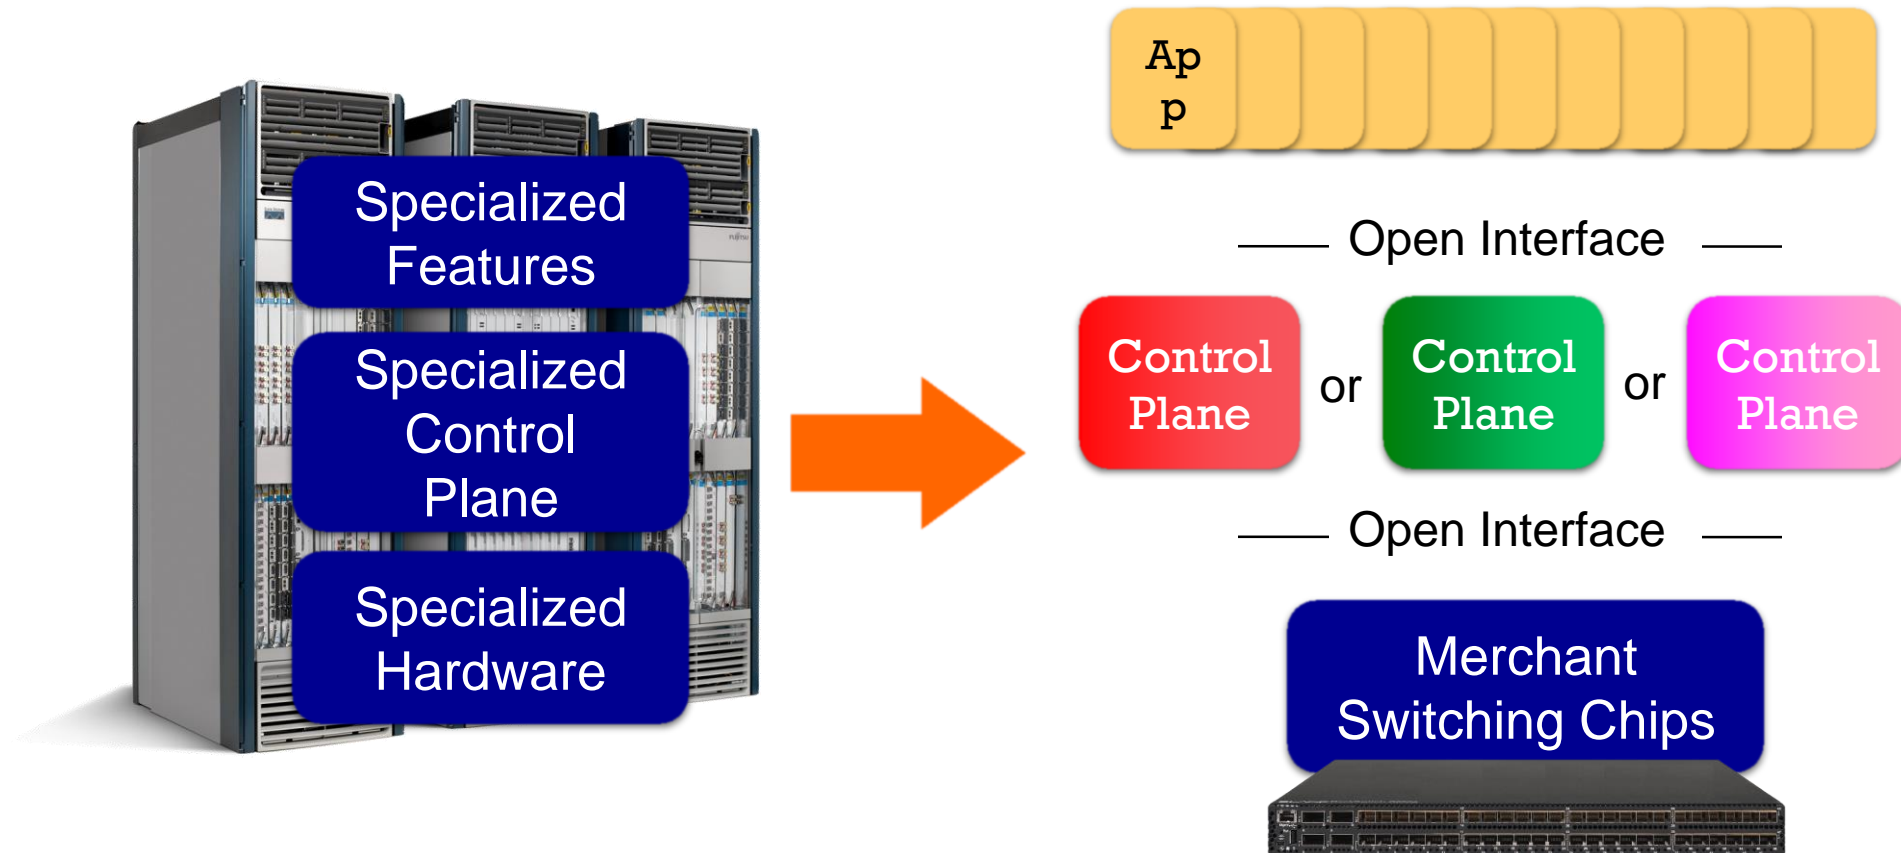 Specialized
Features
Specialized
Control
Plane
Specialized
Hardware
Ap
p
Open Interface
Control
Plane
or
Control
Plane
or
Control
Plane
Open Interface
Merchant
Switching Chips
FUJITSU